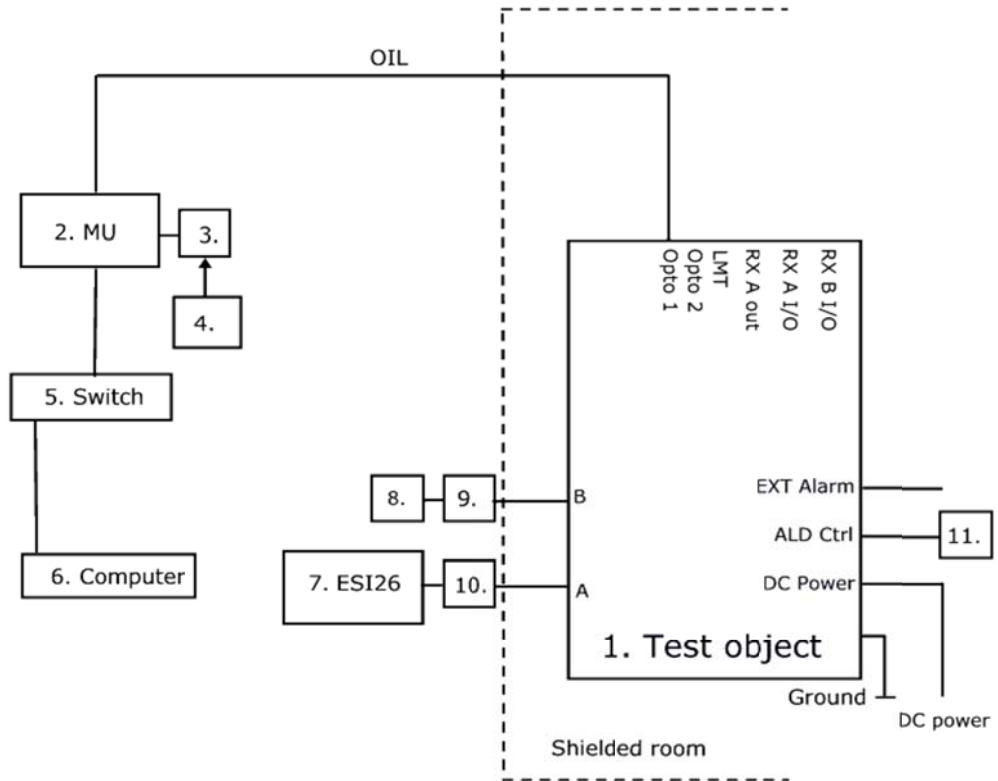 OIL
2. MU
3.
4.
5. Switch
6. Computer
Opto 1
Opto 2
LMT
RX A out
RX A I/O
RX B I/O
8.
9.
B
7. ESI26
10.
A
EXT Alarm
ALD Ctrl
11.
DC Power
1. Test object
Ground
DC power
Shielded room